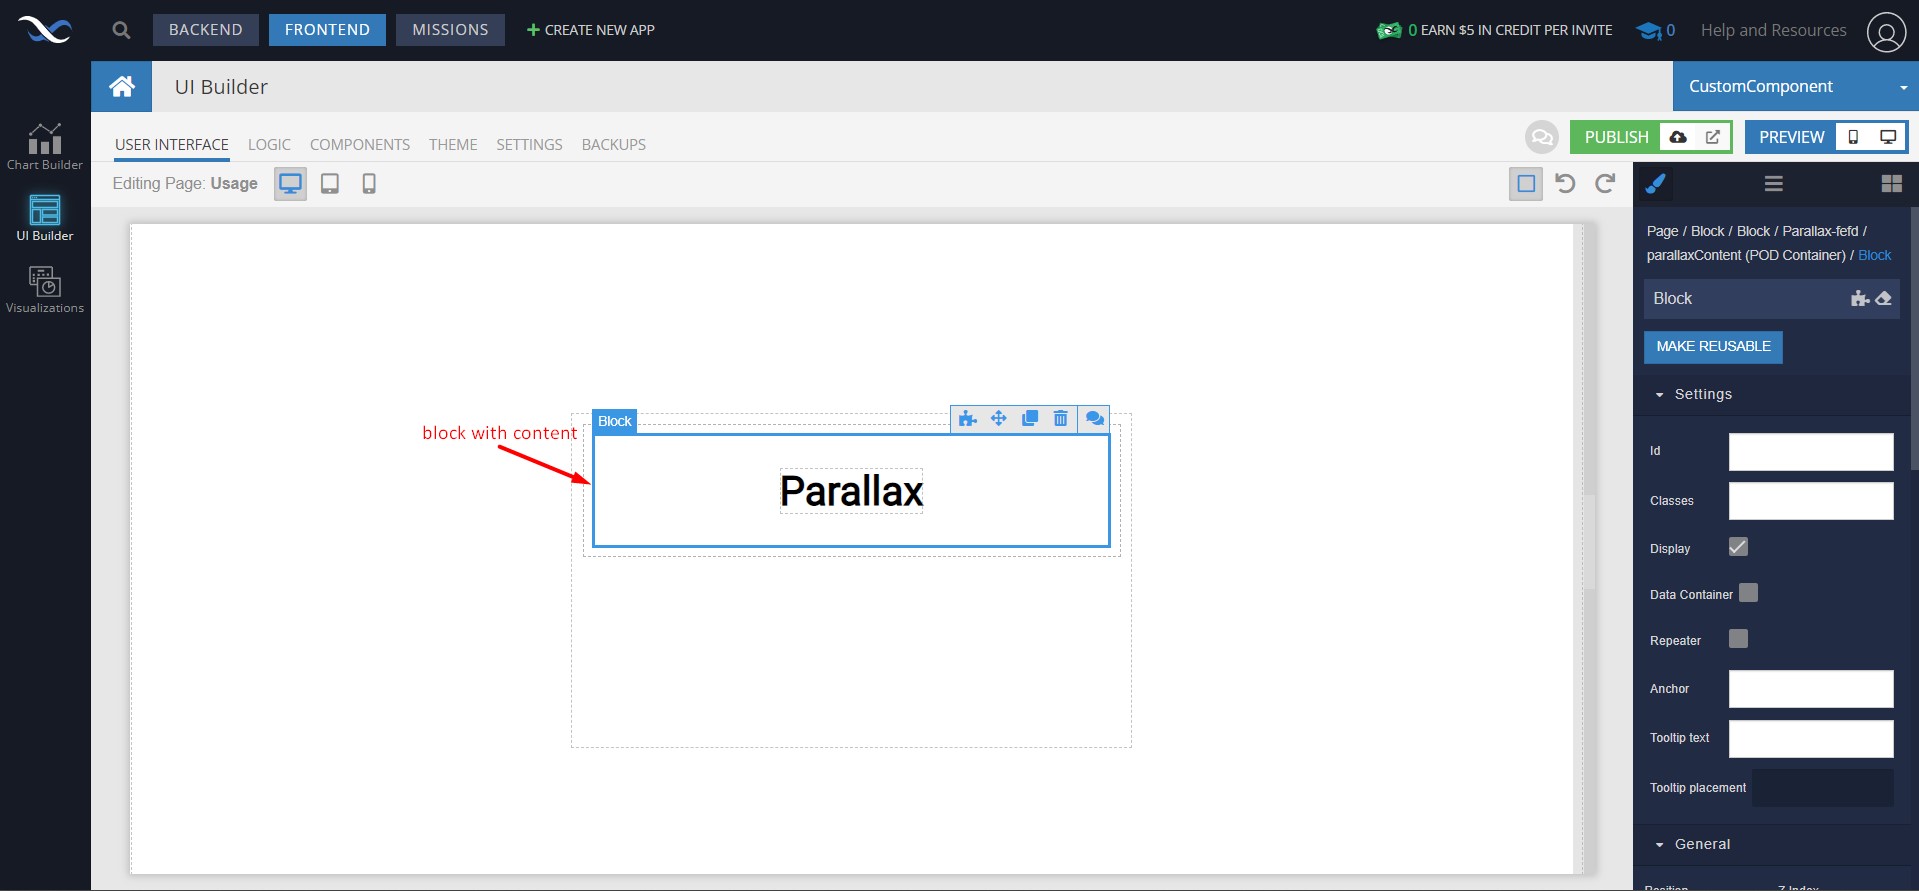 BACKEND
FRONTEND
MISSIONS
CREATE NEW APP
0 EARN $5 IN CREDIT PER INVITE
0
Help and Resources
UI Builder
CustomComponent
USER INTERFACE
LOGIC
COMPONENTS
THEME
SETTINGS
BACKUPS
PUBLISH
PREVIEW
Chart Builder
UI Builder
Visualizations
Editing Page: Usage
block with content
Block
Parallax
Page / Block / Block / Parallax-fefd /
parallaxContent (POD Container) / Block
Block
MAKE REUSABLE
Settings
Id
Classes
Display
Data Container
Repeater
Anchor
Tooltip text
Tooltip placement
General
Position
Z Index